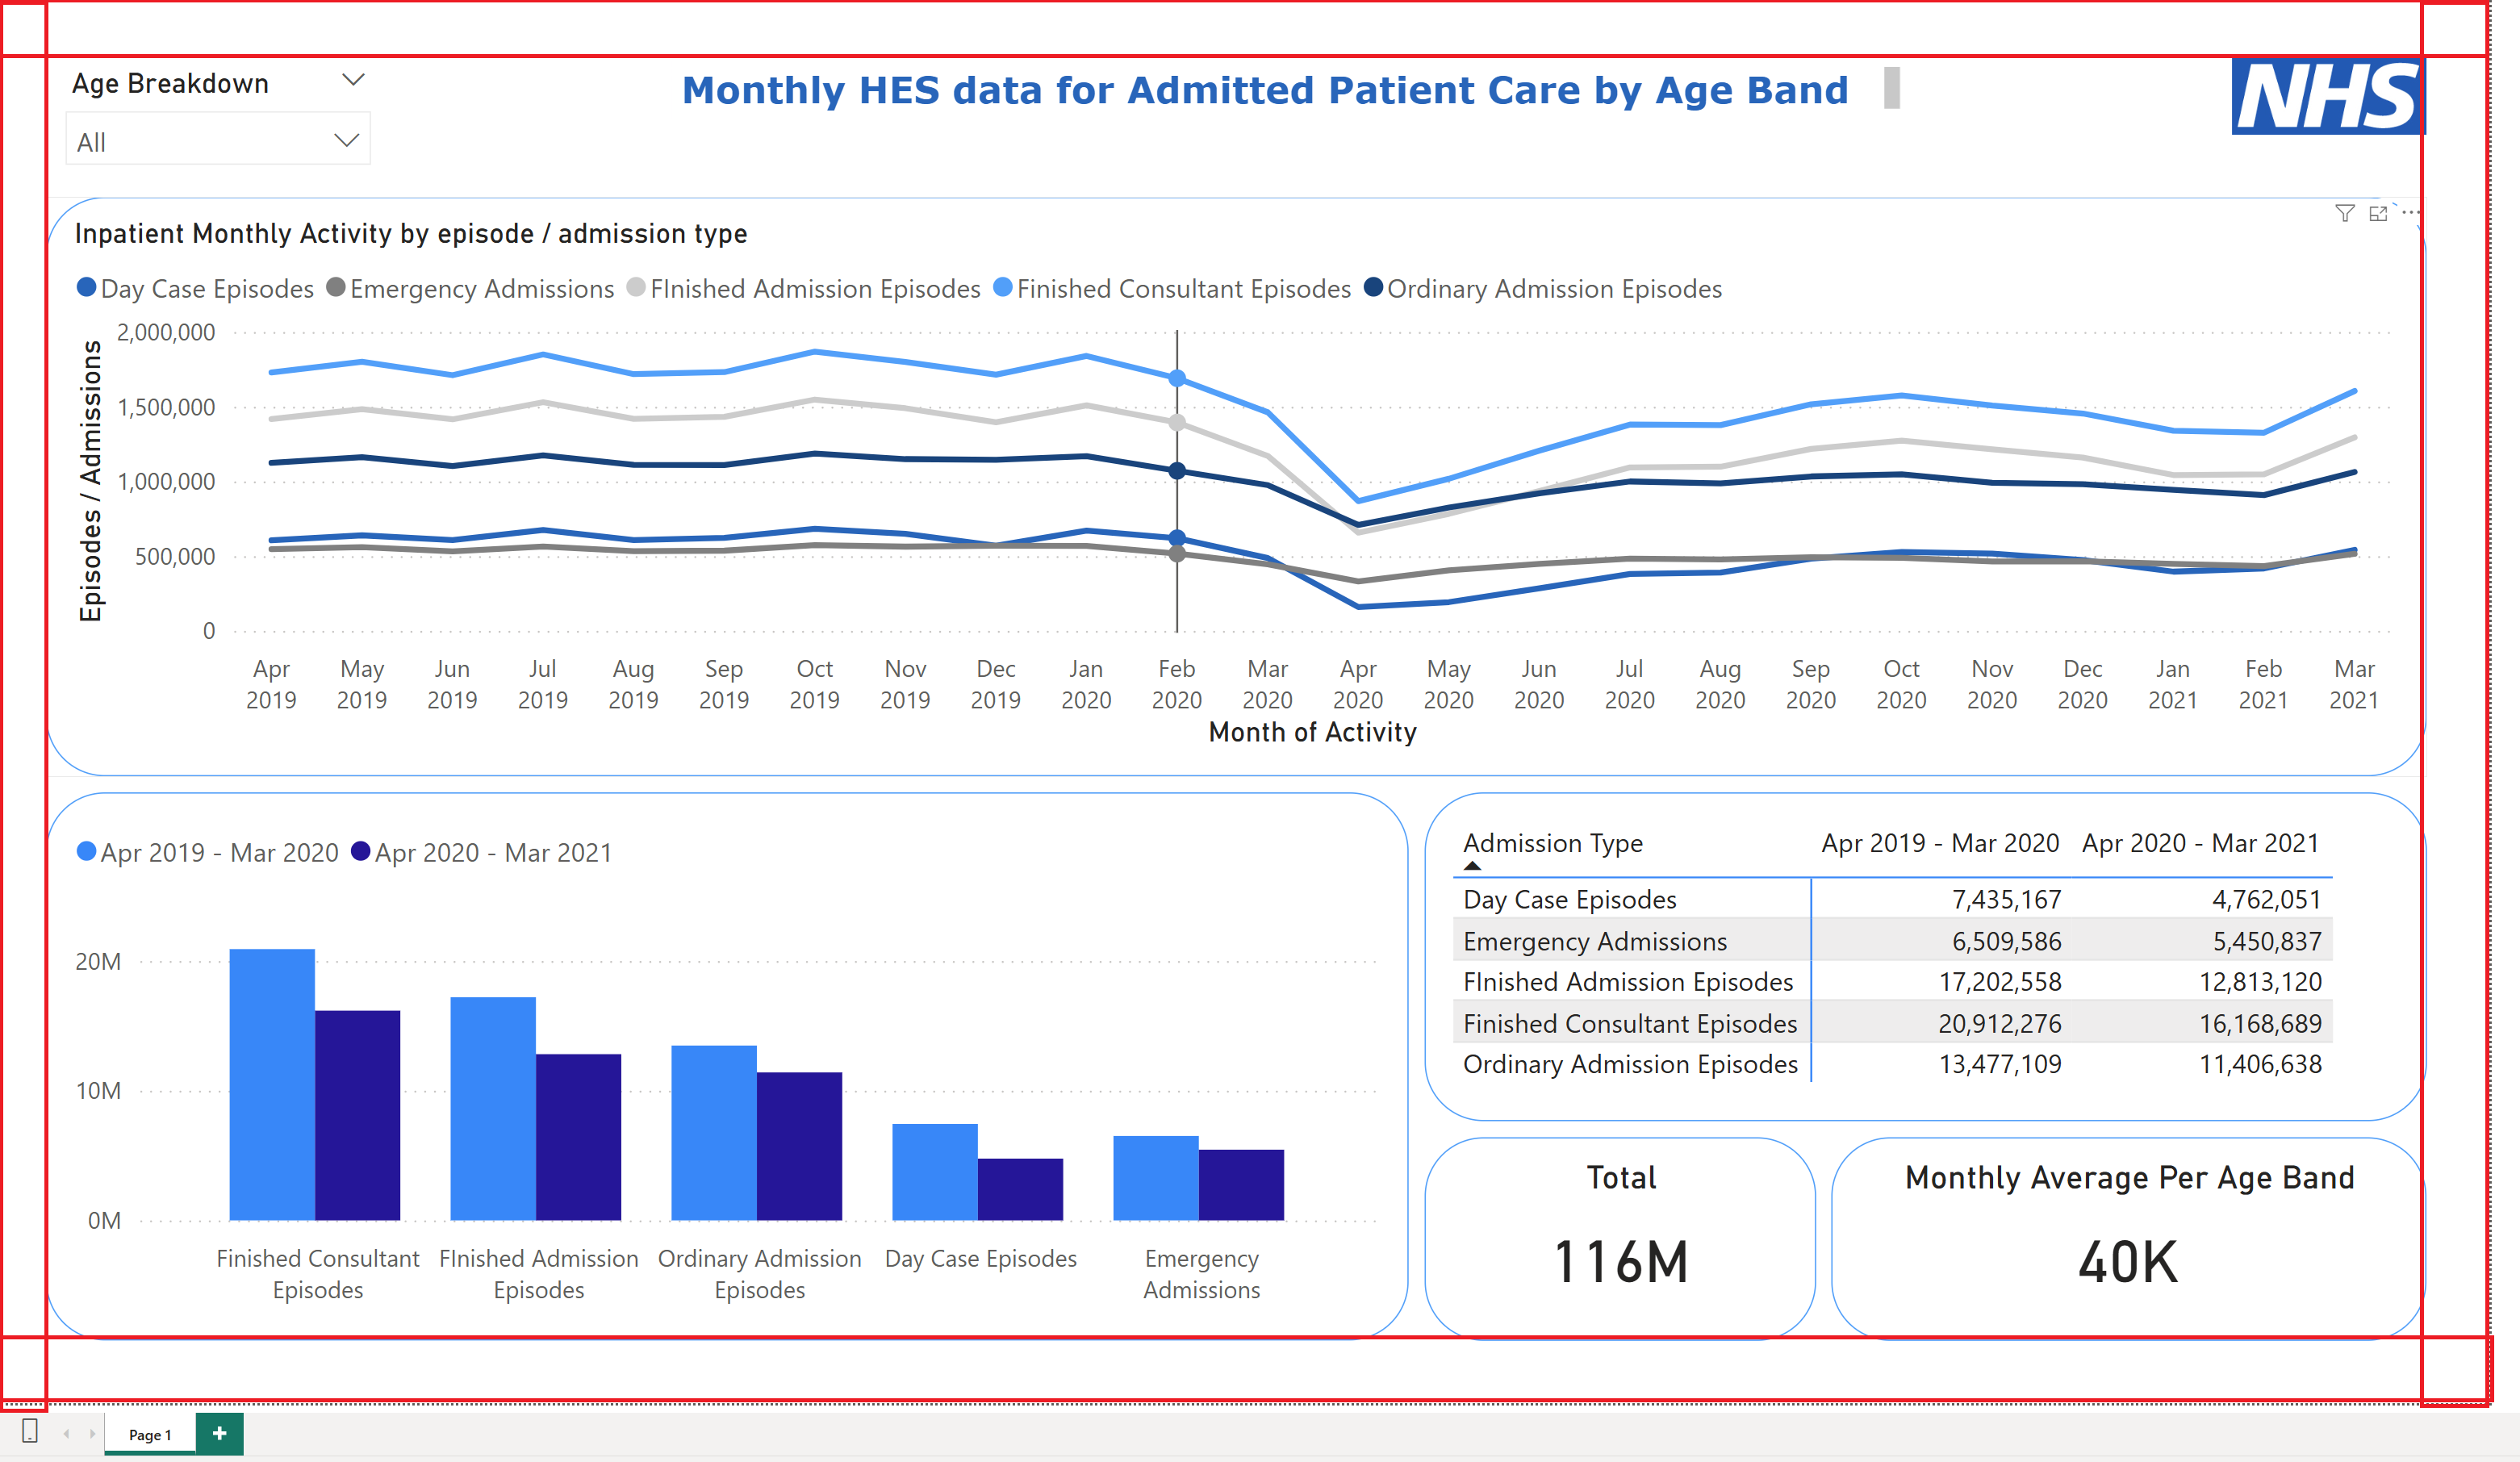 Age Breakdown
All
Monthly HES data for Admitted Patient Care by Age Band
NHS
Inpatient Monthly Activity by episode / admission type
Day Case Episodes Emergency Admissions FInished Admission Episodes Finished Consultant Episodes Ordinary Admission Episodes
Episodes / Admissions
2,000,000
1,500,000
1,000,000
500,000
0
Apr May Jun Jul Aug Sep Oct Nov Dec Jan Feb Mar Apr May Jun Jul Aug Sep Oct Nov Dec Jan Feb Mar
2019 2019 2019 2019 2019 2019 2019 2019 2019 2020 2020 2020 2020 2020 2020 2020 2020 2020 2020 2020 2020 2021 2021 2021
Month of Activity
Apr 2019 - Mar 2020 Apr 2020 - Mar 2021
20M
10M
0M
Finished Consultant FInished Admission Ordinary Admission Day Case Episodes Emergency
Episodes Episodes Episodes Admissions
Admission Type Apr 2019 - Mar 2020 Apr 2020 - Mar 2021
Day Case Episodes 7,435,167 4,762,051
Emergency Admissions 6,509,586 5,450,837
FInished Admission Episodes 17,202,558 12,813,120
Finished Consultant Episodes 20,912,276 16,168,689
Ordinary Admission Episodes 13,477,109 11,406,638
Total
116M
Monthly Average Per Age Band
40K
Page 1